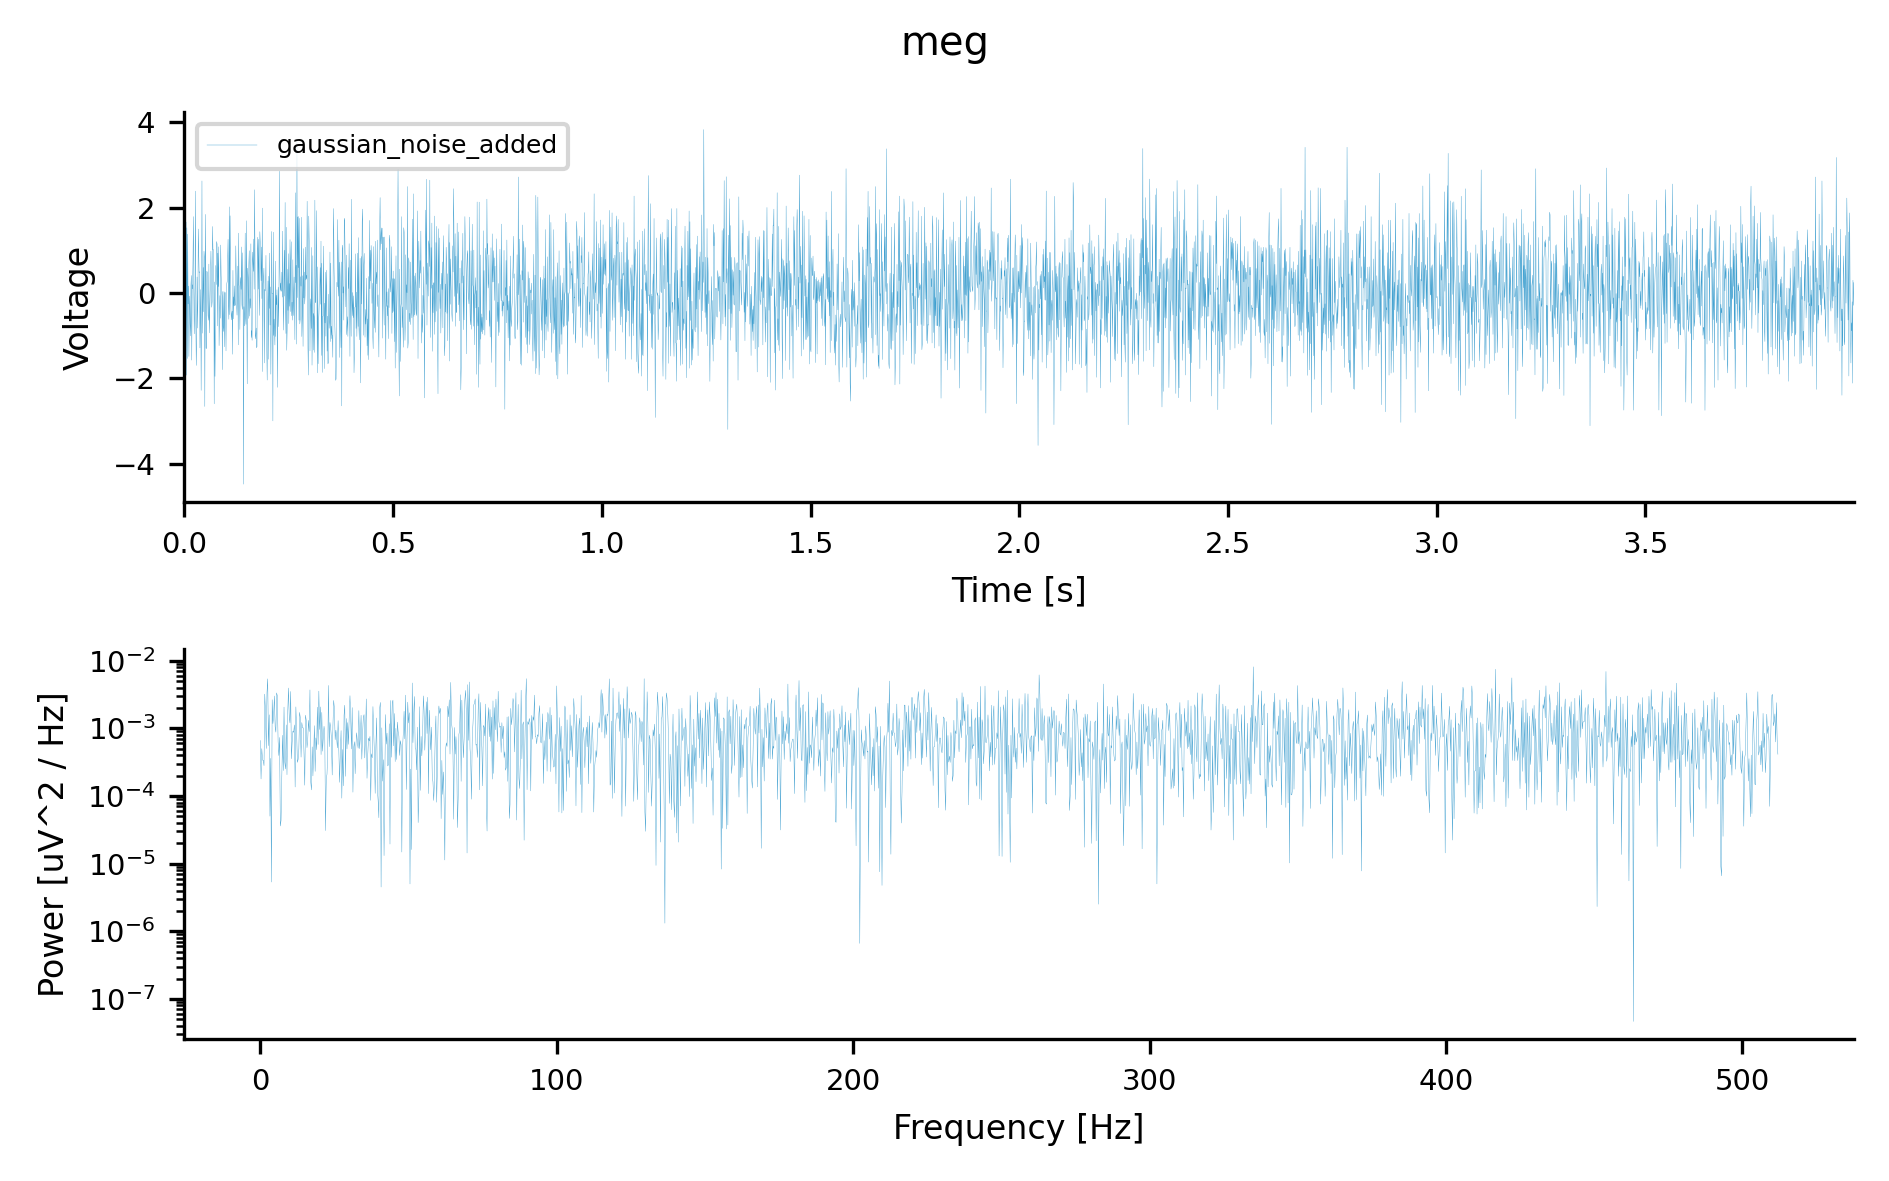 meg
gaussian_noise_added
Voltage
4
2
0
−2
−4
0.0 0.5 1.0 1.5 2.0 2.5 3.0 3.5
Time [s]
Power [uV^2 / Hz]
10⁻²
10⁻³
10⁻⁴
10⁻⁵
10⁻⁶
10⁻⁷
0 100 200 300 400 500
Frequency [Hz]